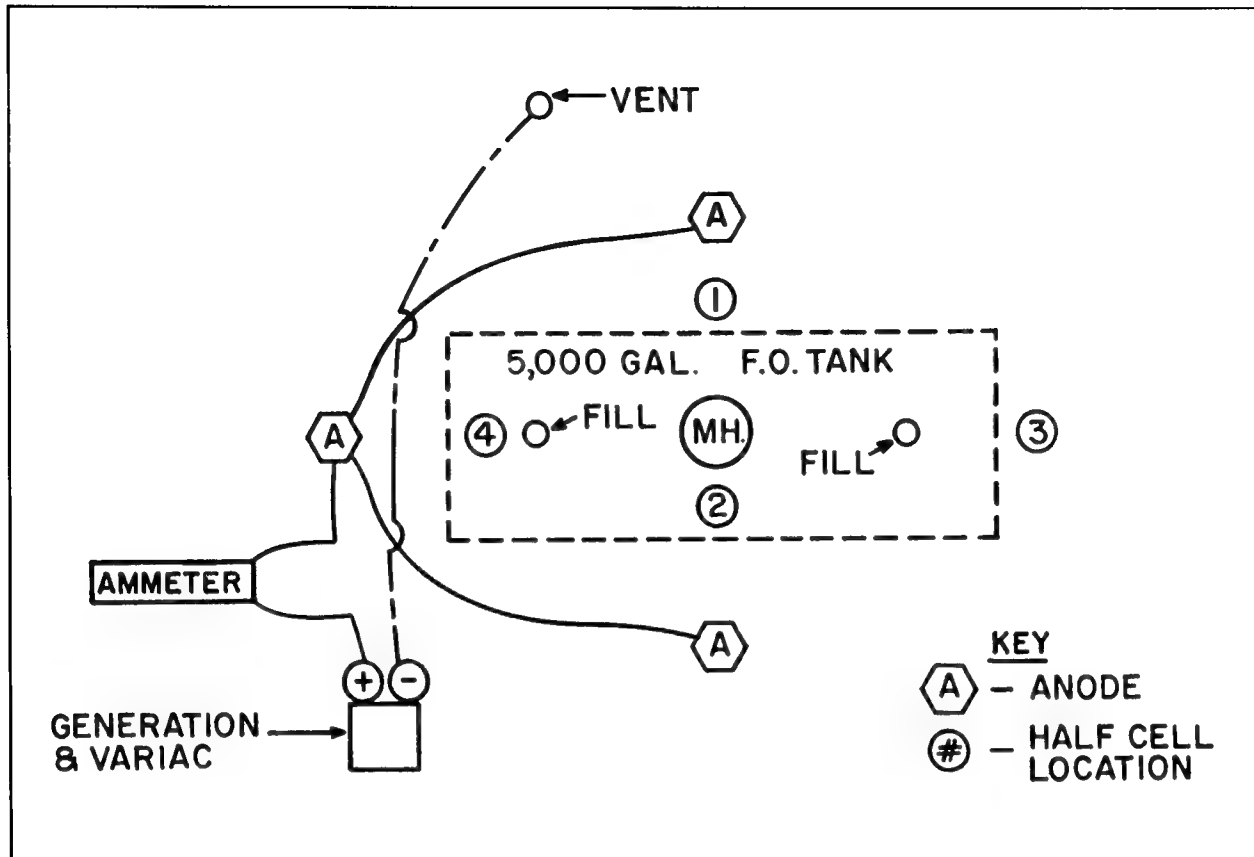 VENT
A
1
5,000 GAL. F.O. TANK
4
FILL
MH.
FILL
3
A
2
AMMETER
A
+ -
GENERATION
& VARIAC
KEY
A - ANODE
# - HALF CELL
LOCATION